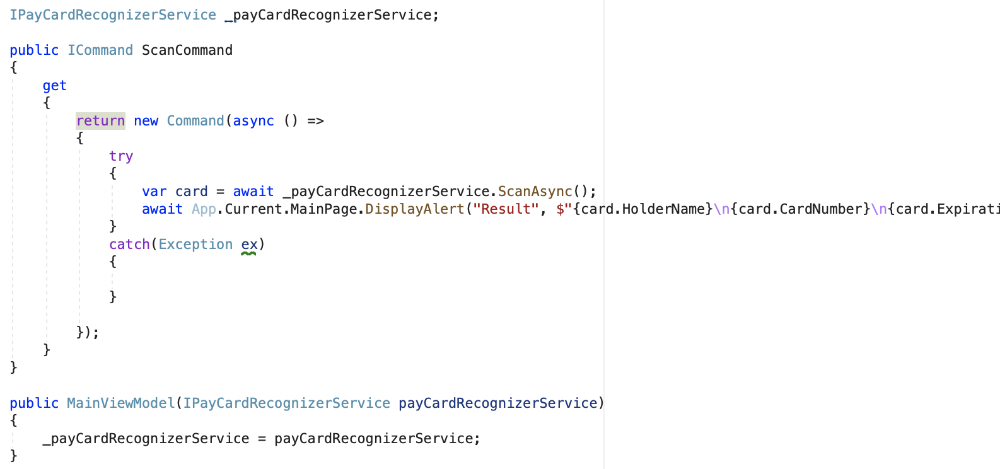 IPayCardRecognizerService _payCardRecognizerService;
public ICommand ScanCommand
{
get
{
return new Command(async () =>
{
try
{
var card = await _payCardRecognizerService.ScanAsync();
await App.Current.MainPage.DisplayAlert("Result", $"{card.HolderName}\n{card.CardNumber}\n{card.Expirati
}
catch(Exception ex)
{
}
});
}
}
public MainViewModel(IPayCardRecognizerService payCardRecognizerService)
{
_payCardRecognizerService = payCardRecognizerService;
}